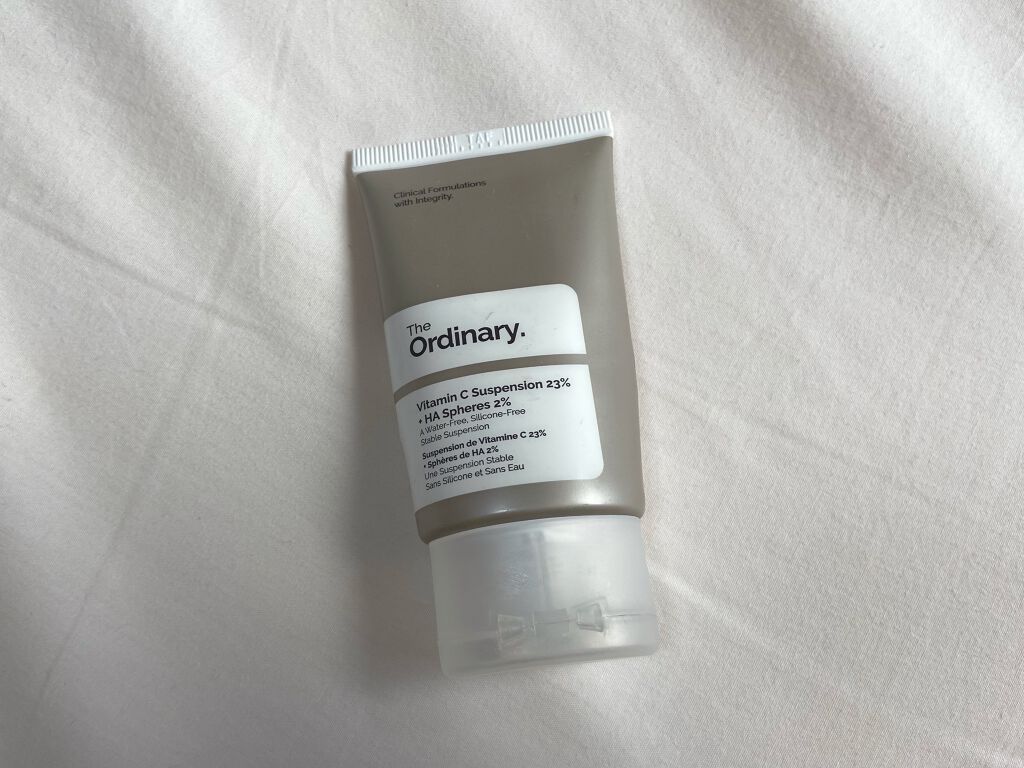 Clinical Formulations
with Integrity.
The
Ordinary.
Vitamin C Suspension 23%
+ HA Spheres 2%
A Water-Free, Silicone-Free
Stable Suspension
Suspension de Vitamine C 23%
+ Sphères de HA 2%
Une Suspension Stable
Sans Silicone et Sans Eau